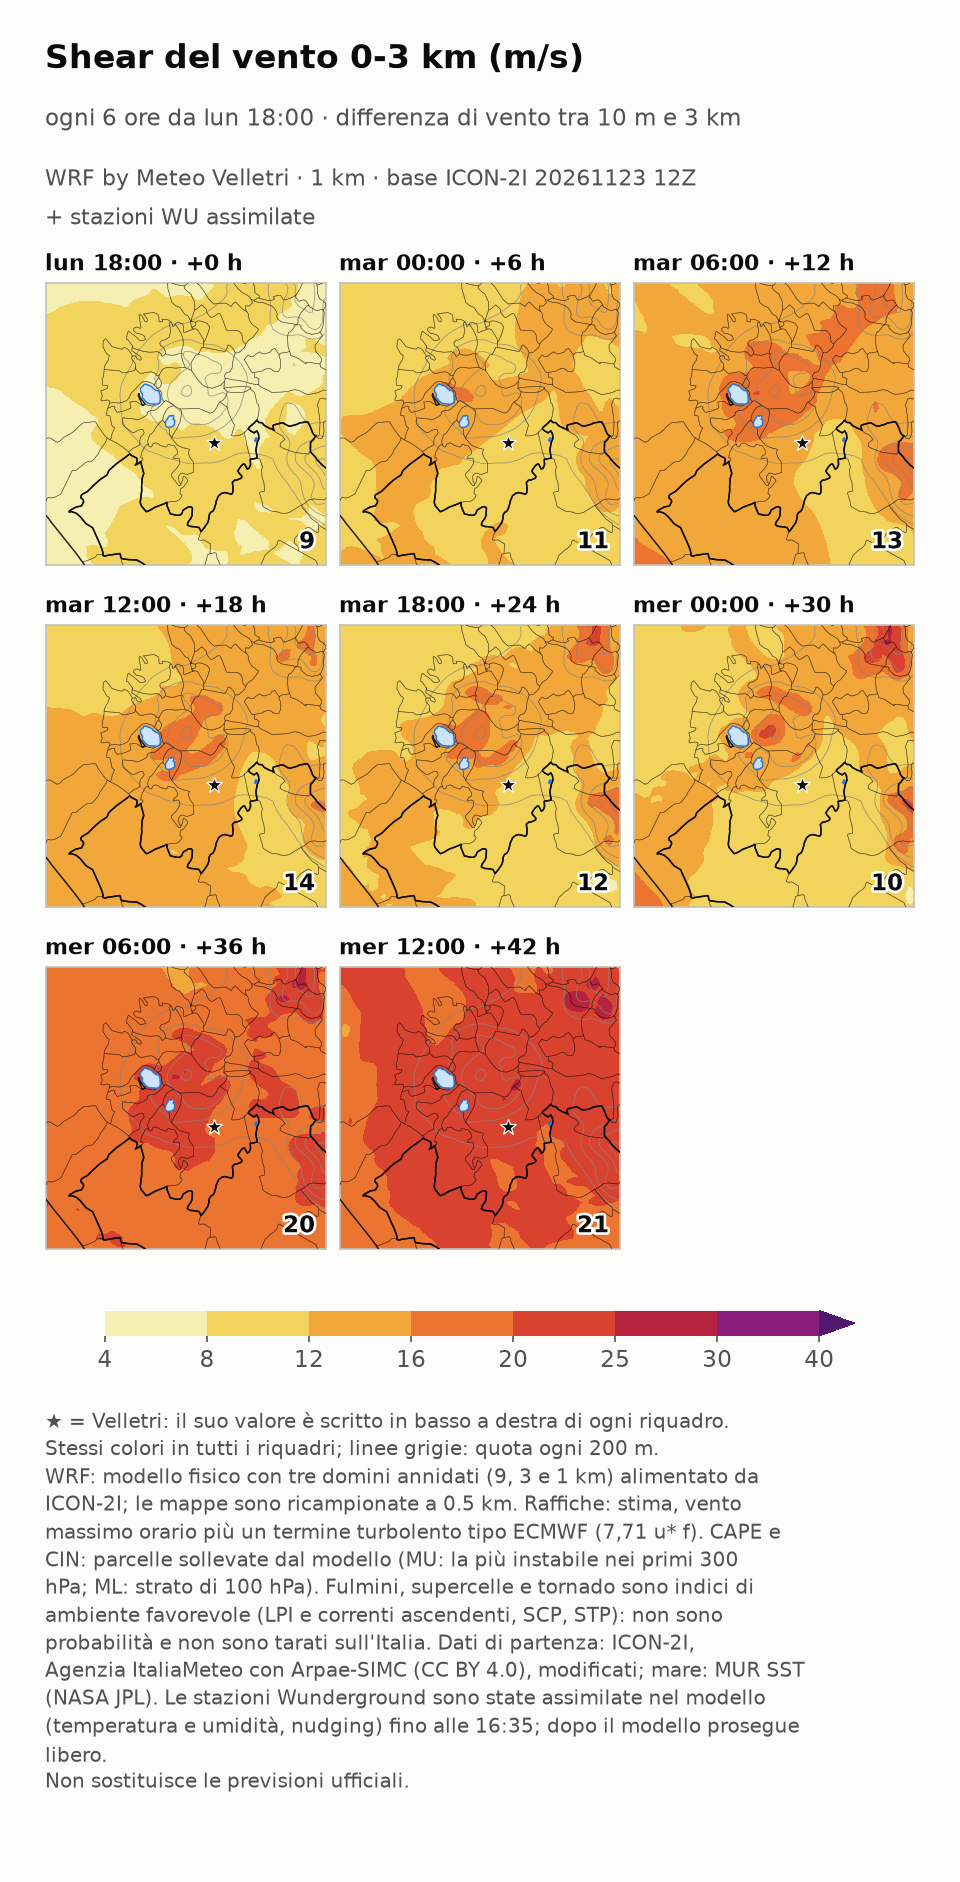 Shear del vento 0-3 km (m/s)
ogni 6 ore da lun 18:00 · differenza di vento tra 10 m e 3 km
WRF by Meteo Velletri · 1 km · base ICON-2I 20261123 12Z
+ stazioni WU assimilate
lun 18:00 · +0 h
mar 00:00 · +6 h
mar 06:00 · +12 h
9
11
13
mar 12:00 · +18 h
mar 18:00 · +24 h
mer 00:00 · +30 h
14
12
10
mer 06:00 · +36 h
mer 12:00 · +42 h
20
21
4 8 12 16 20 25 30 40
★ = Velletri: il suo valore è scritto in basso a destra di ogni riquadro.
Stessi colori in tutti i riquadri; linee grigie: quota ogni 200 m.
WRF: modello fisico con tre domini annidati (9, 3 e 1 km) alimentato da
ICON-2I; le mappe sono ricampionate a 0.5 km. Raffiche: stima, vento
massimo orario più un termine turbolento tipo ECMWF (7,71 u* f). CAPE e
CIN: parcelle sollevate dal modello (MU: la più instabile nei primi 300
hPa; ML: strato di 100 hPa). Fulmini, supercelle e tornado sono indici di
ambiente favorevole (LPI e correnti ascendenti, SCP, STP): non sono
probabilità e non sono tarati sull'Italia. Dati di partenza: ICON-2I,
Agenzia ItaliaMeteo con Arpae-SIMC (CC BY 4.0), modificati; mare: MUR SST
(NASA JPL). Le stazioni Wunderground sono state assimilate nel modello
(temperatura e umidità, nudging) fino alle 16:35; dopo il modello prosegue
libero.
Non sostituisce le previsioni ufficiali.